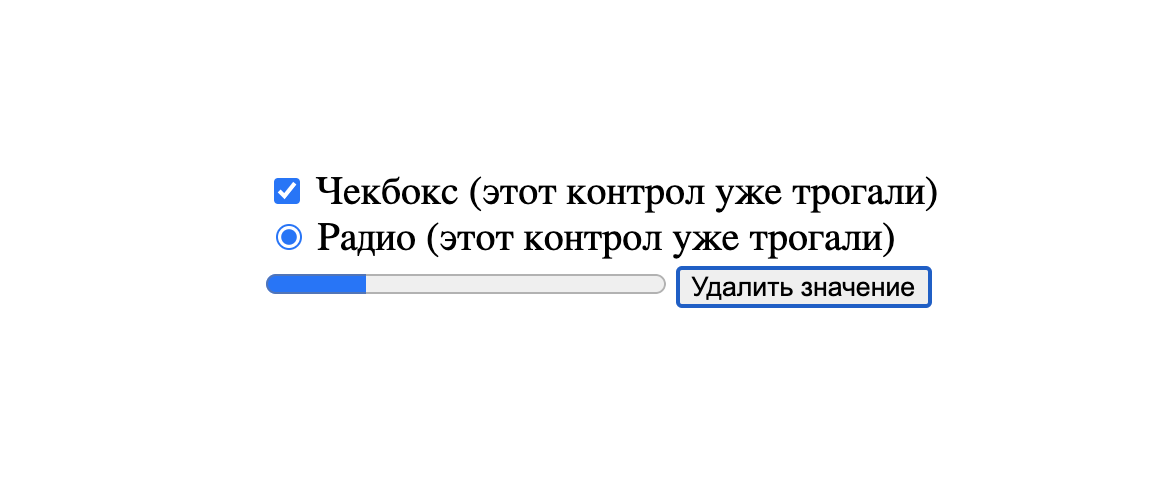 Чекбокс (этот контрол уже трогали)
Радио (этот контрол уже трогали)
Удалить значение